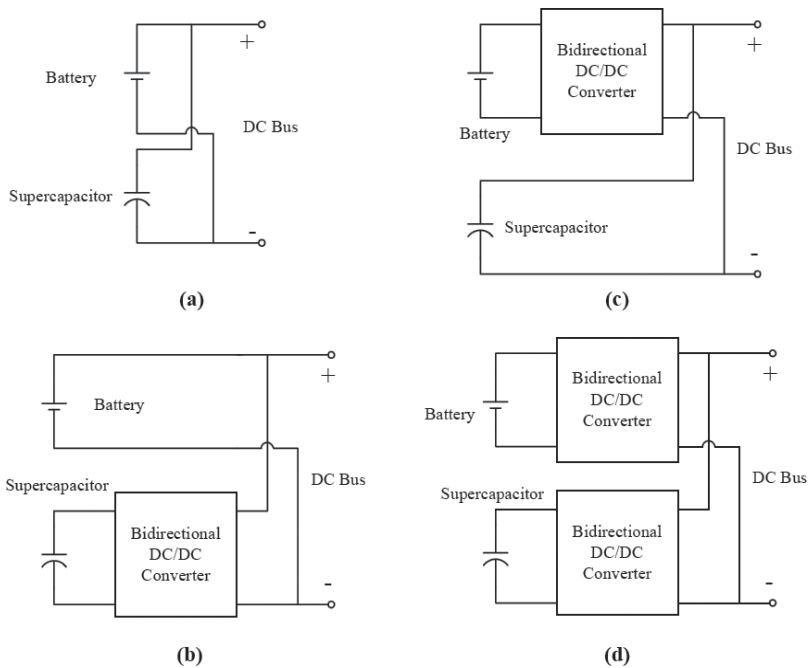 +
Battery
DC Bus
Supercapacitor
-
(a)
Bidirectional
DC/DC
Converter
+
Battery
DC Bus
Supercapacitor
-
(c)
+
Battery
DC Bus
Supercapacitor
Bidirectional
DC/DC
Converter
-
(b)
Bidirectional
DC/DC
Converter
+
Battery
DC Bus
Supercapacitor
Bidirectional
DC/DC
Converter
-
(d)